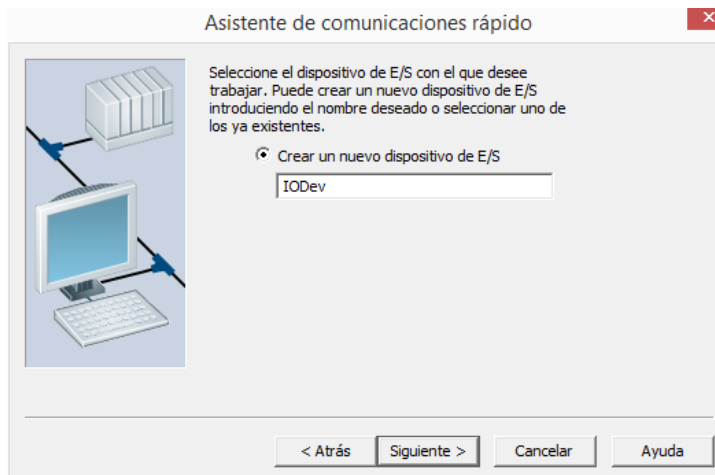 Asistente de comunicaciones rápido
Seleccione el dispositivo de E/S con el que desee
trabajar. Puede crear un nuevo dispositivo de E/S
introduciendo el nombre deseado o seleccionar uno de
los ya existentes.
Crear un nuevo dispositivo de E/S
IODev
< Atrás
Siguiente >
Cancelar
Ayuda